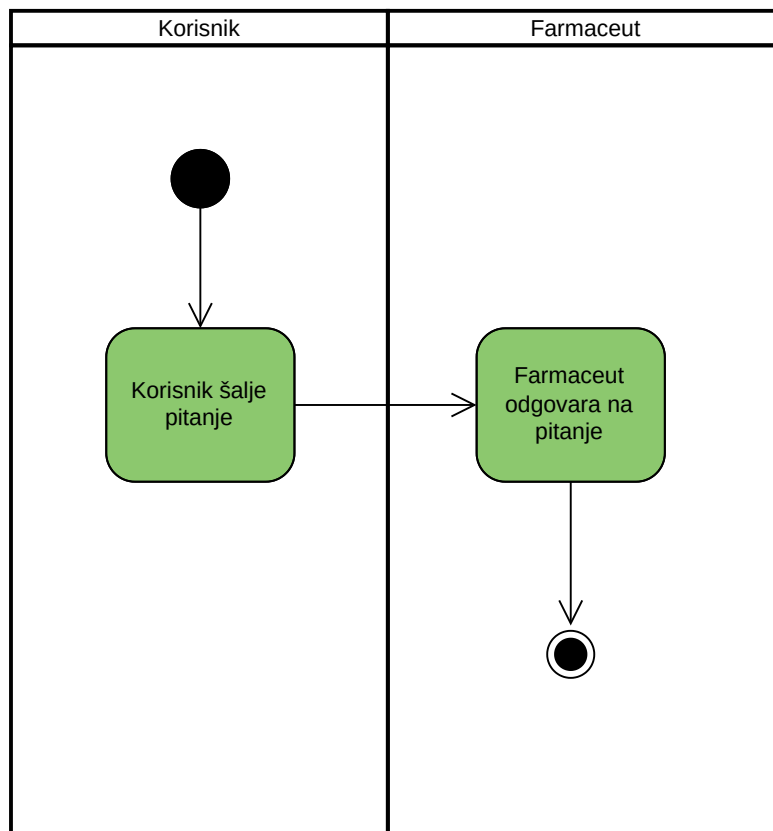 Korisnik
Farmaceut
Korisnik šalje
pitanje
Farmaceut
odgovara na
pitanje